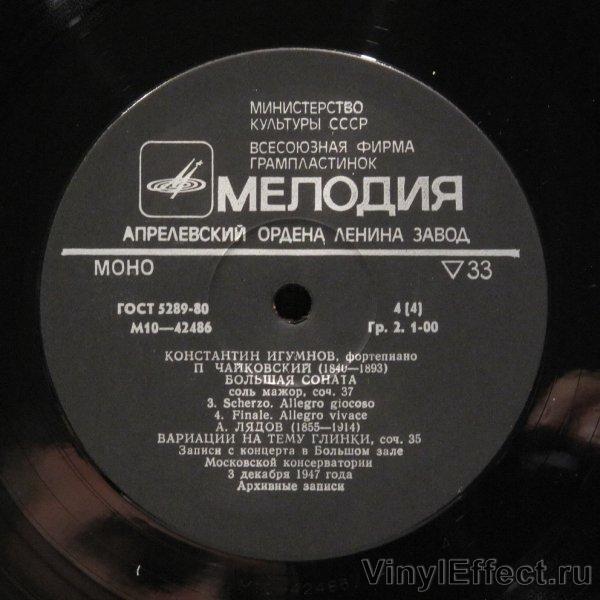 МИНИСТЕРСТВО
КУЛЬТУРЫ СССР
ВСЕСОЮЗНАЯ ФИРМА
ГРАМПЛАСТИНОК
МЕЛОДИЯ
АПРЕЛЕВСКИЙ ОРДЕНА ЛЕНИНА ЗАВОД
МОНО ▽33
ГОСТ 5289-80 4 [4]
М10—42486 Гр. 2. 1-00
КОНСТАНТИН ИГУМНОВ, фортепиано
П ЧАЙКОВСКИЙ (1840—1893)
БОЛЬШАЯ СОНАТА
соль мажор, соч. 37
3. Scherzo. Allegro giocoso
4. Finale. Allegro vivace
А. ЛЯДОВ (1855—1914)
ВАРИАЦИИ НА ТЕМУ ГЛИНКИ, соч. 35
Записи с концерта в Большом зале
Московской консерватории
3 декабря 1947 года
Архивные записи
VinylEffect.ru